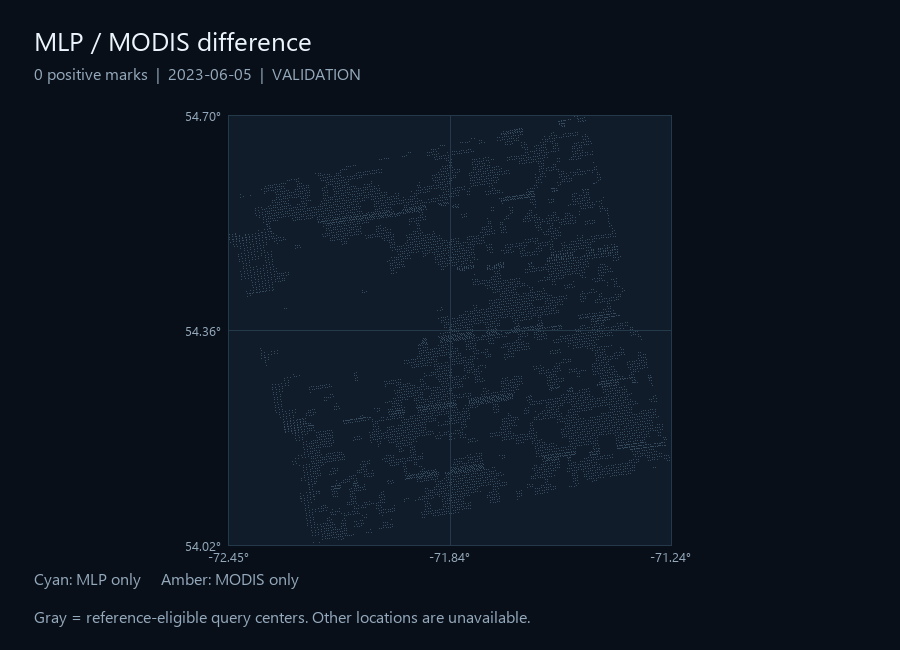 MLP / MODIS difference
0 positive marks | 2023-06-05 | VALIDATION
54.70°
54.36°
54.02°
-72.45° -71.84° -71.24°
Cyan: MLP only Amber: MODIS only
Gray = reference-eligible query centers. Other locations are unavailable.